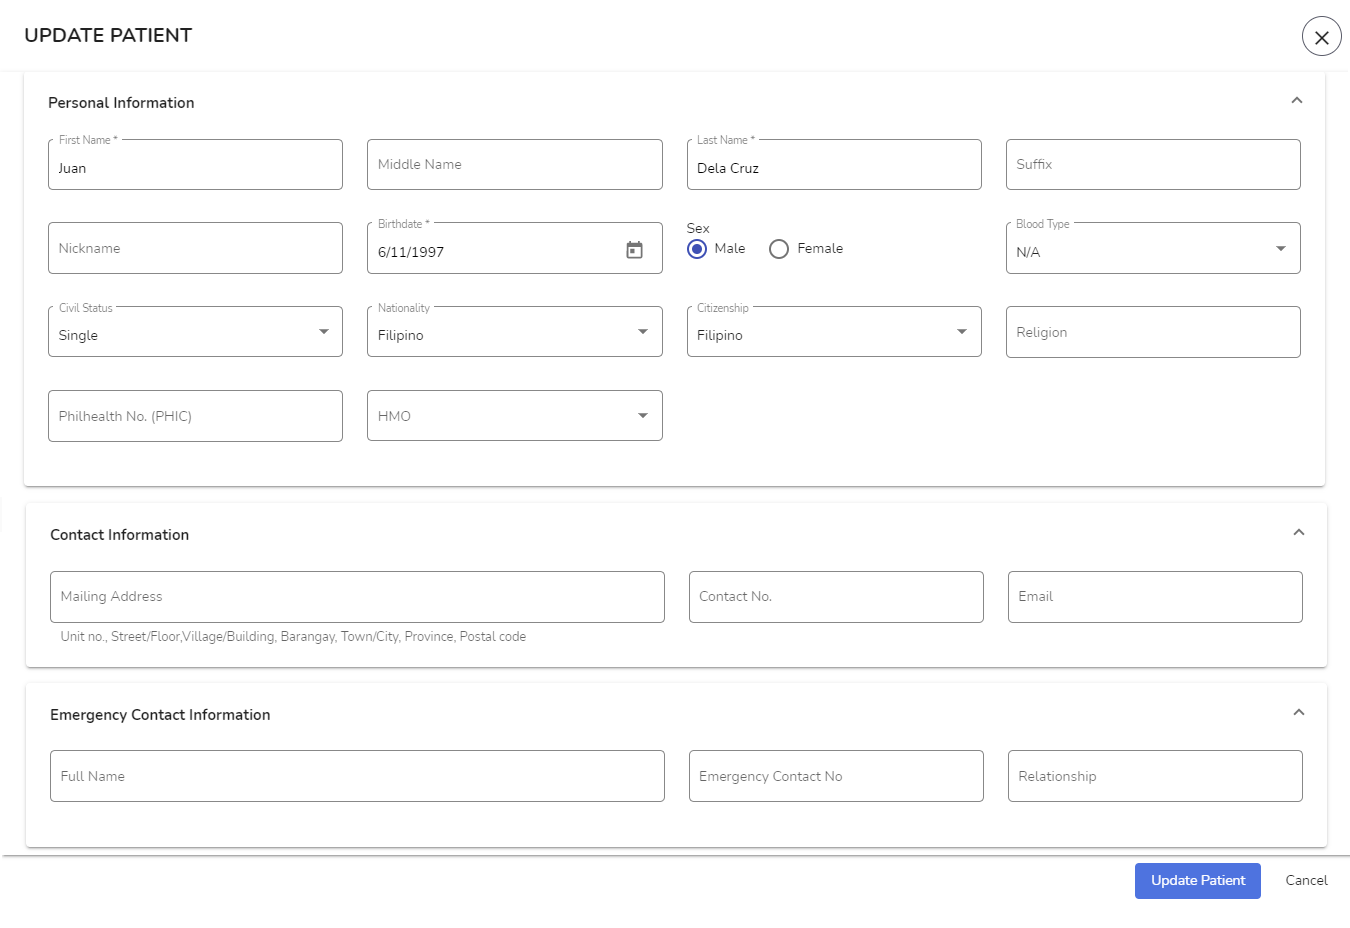 UPDATE PATIENT
Personal Information
First Name *
Juan
Middle Name
Last Name *
Dela Cruz
Suffix
Nickname
Birthdate *
6/11/1997
Sex
Male
Female
Blood Type
N/A
Civil Status
Single
Nationality
Filipino
Citizenship
Filipino
Religion
Philhealth No. (PHIC)
HMO
Contact Information
Mailing Address
Contact No.
Email
Unit no., Street/Floor,Village/Building, Barangay, Town/City, Province, Postal code
Emergency Contact Information
Full Name
Emergency Contact No
Relationship
Update Patient
Cancel